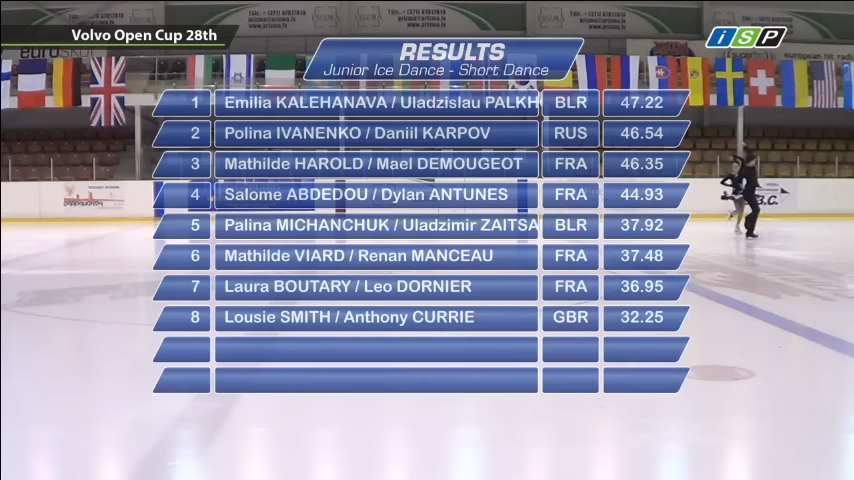 Volvo Open Cup 28th
iSP
RESULTS
Junior Ice Dance - Short Dance
1 Emilia KALEHANAVA / Uladzislau PALKH BLR 47.22
2 Polina IVANENKO / Daniil KARPOV RUS 46.54
3 Mathilde HAROLD / Mael DEMOUGEOT FRA 46.35
4 Salome ABDEDOU / Dylan ANTUNES FRA 44.93
5 Palina MICHANCHUK / Uladzimir ZAITSA BLR 37.92
6 Mathilde VIARD / Renan MANCEAU FRA 37.48
7 Laura BOUTARY / Leo DORNIER FRA 36.95
8 Lousie SMITH / Anthony CURRIE GBR 32.25